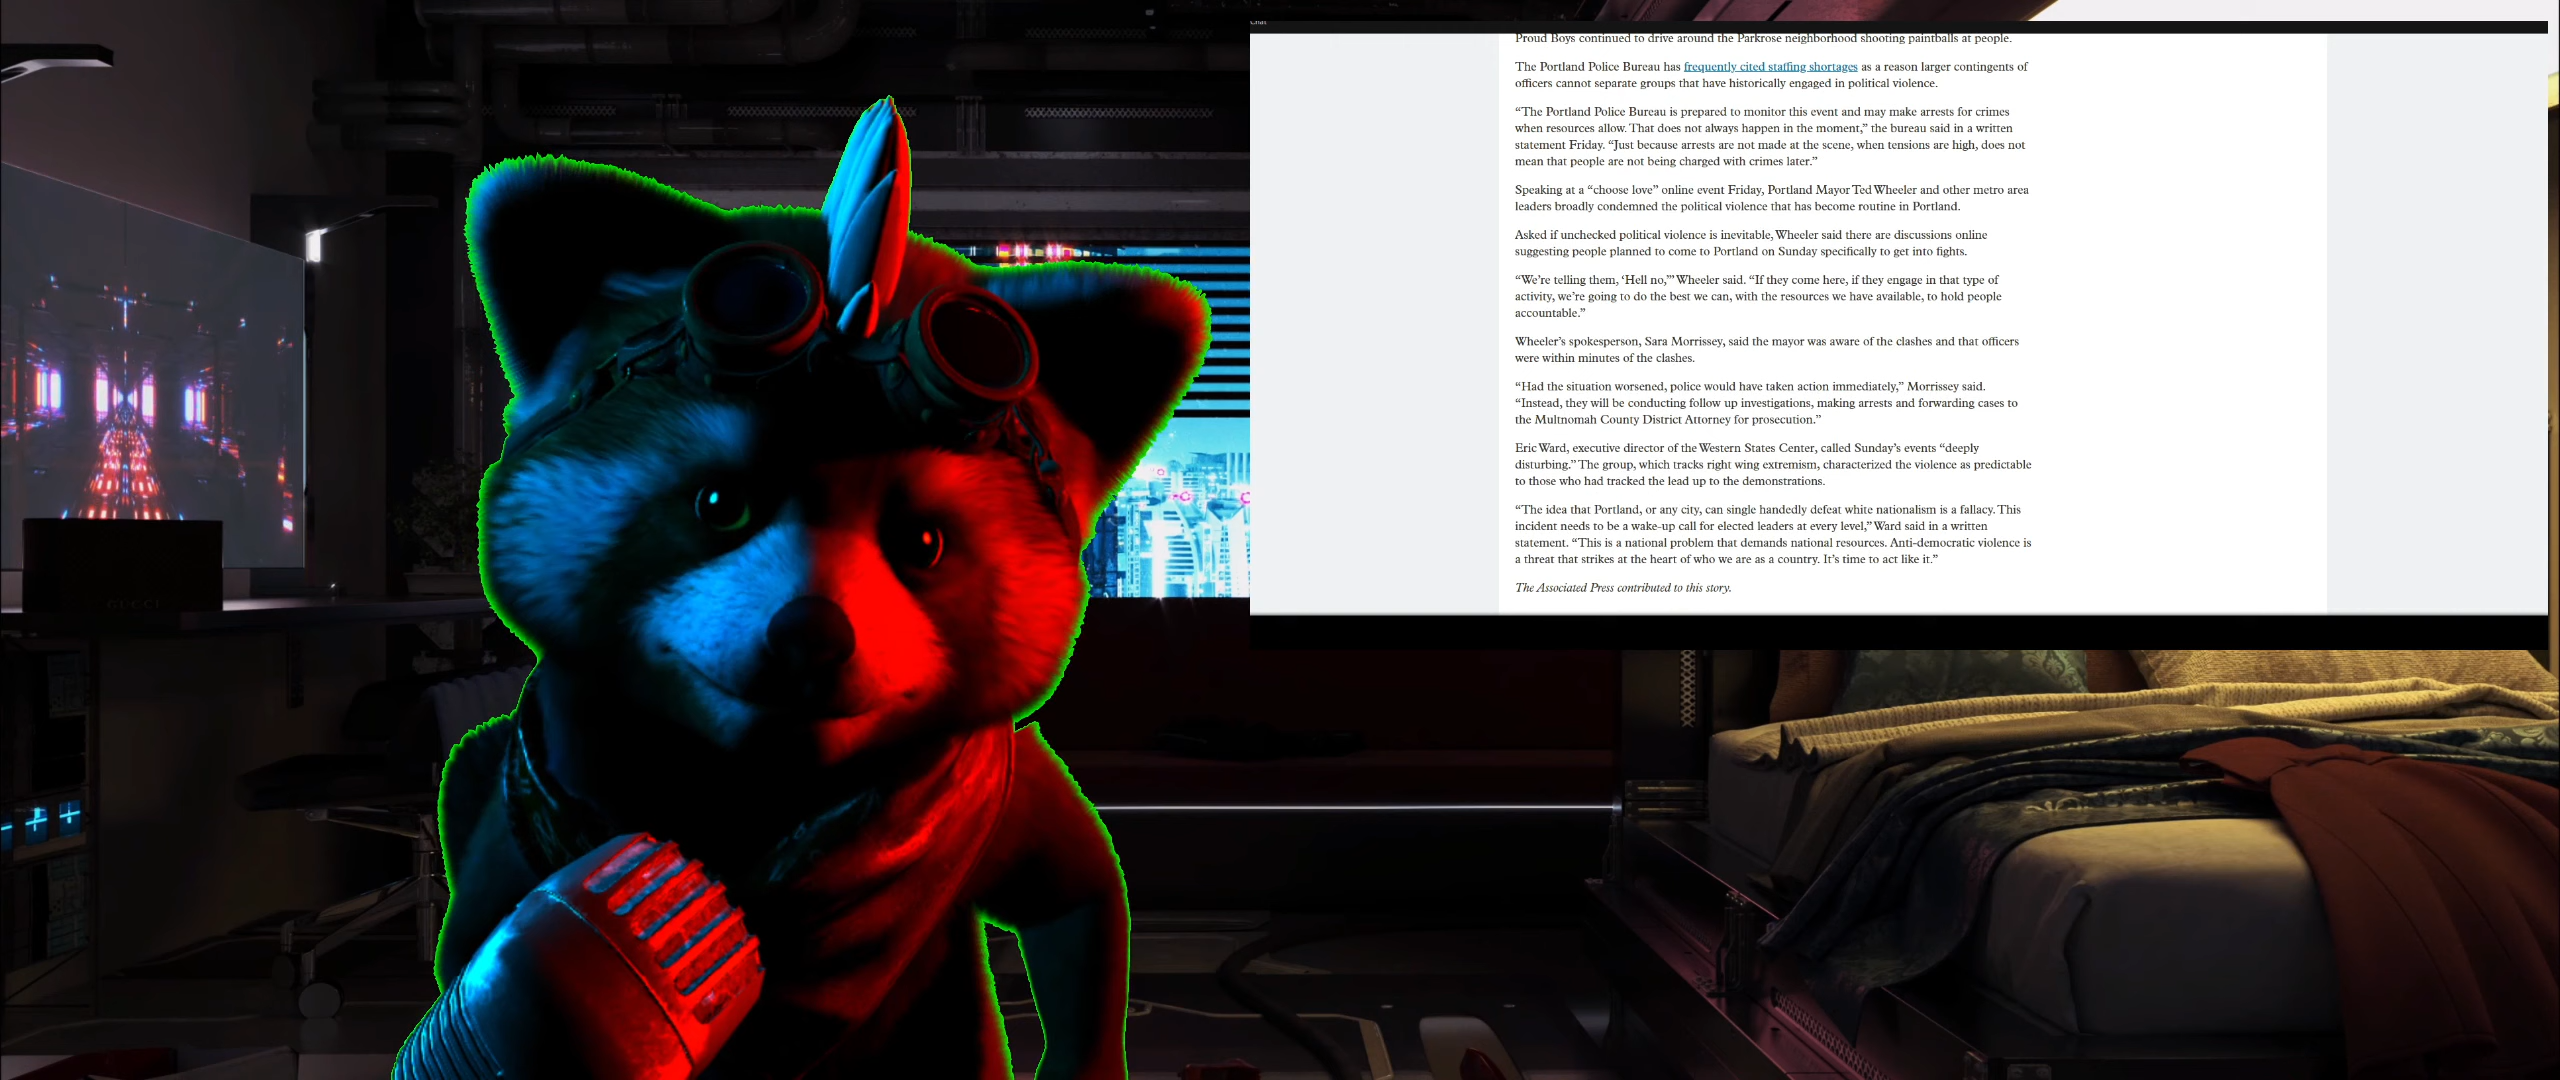 Chat
Proud Boys continued to drive around the Parkrose neighborhood shooting paintballs at people.
The Portland Police Bureau has frequently cited staffing shortages as a reason larger contingents of
officers cannot separate groups that have historically engaged in political violence.
“The Portland Police Bureau is prepared to monitor this event and may make arrests for crimes
when resources allow. That does not always happen in the moment,” the bureau said in a written
statement Friday. “Just because arrests are not made at the scene, when tensions are high, does not
mean that people are not being charged with crimes later.”
Speaking at a “choose love” online event Friday, Portland Mayor Ted Wheeler and other metro area
leaders broadly condemned the political violence that has become routine in Portland.
Asked if unchecked political violence is inevitable, Wheeler said there are discussions online
suggesting people planned to come to Portland on Sunday specifically to get into fights.
“We’re telling them, ‘Hell no,’” Wheeler said. “If they come here, if they engage in that type of
activity, we’re going to do the best we can, with the resources we have available, to hold people
accountable.”
Wheeler’s spokesperson, Sara Morrissey, said the mayor was aware of the clashes and that officers
were within minutes of the clashes.
“Had the situation worsened, police would have taken action immediately,” Morrissey said.
“Instead, they will be conducting follow up investigations, making arrests and forwarding cases to
the Multnomah County District Attorney for prosecution.”
Eric Ward, executive director of the Western States Center, called Sunday’s events “deeply
disturbing.” The group, which tracks right wing extremism, characterized the violence as predictable
to those who had tracked the lead up to the demonstrations.
“The idea that Portland, or any city, can single handedly defeat white nationalism is a fallacy. This
incident needs to be a wake-up call for elected leaders at every level,” Ward said in a written
statement. “This is a national problem that demands national resources. Anti-democratic violence is
a threat that strikes at the heart of who we are as a country. It’s time to act like it.”
The Associated Press contributed to this story.
GUCCI